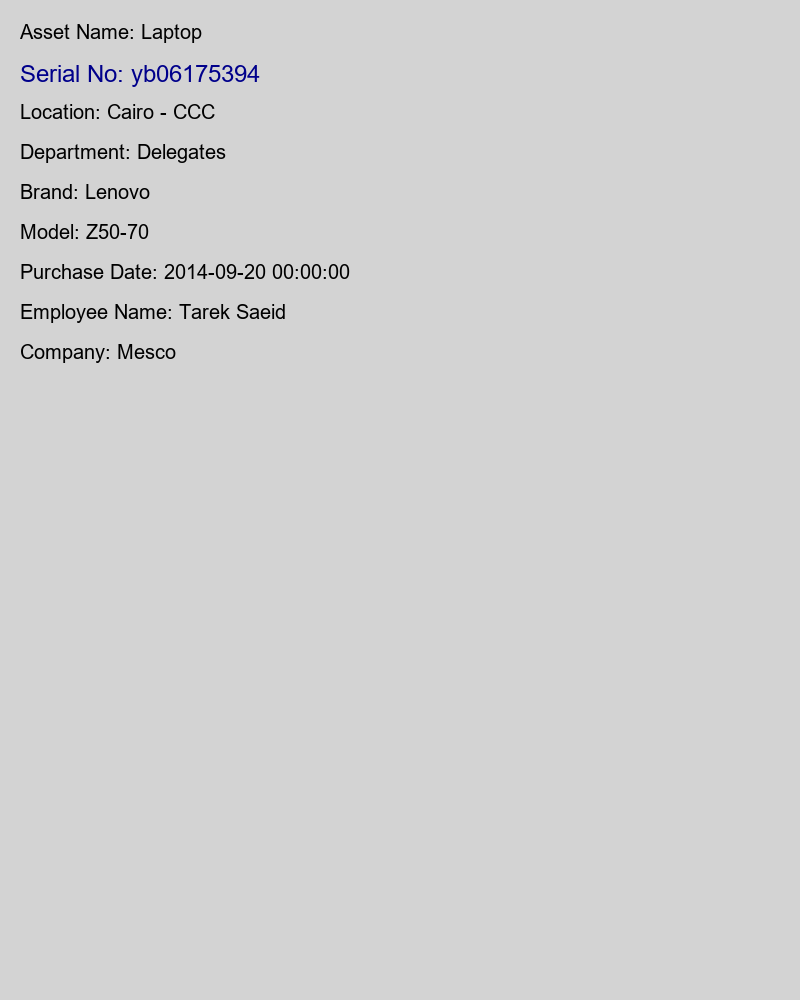 Asset Name: Laptop
Serial No: yb06175394
Location: Cairo - CCC
Department: Delegates
Brand: Lenovo
Model: Z50-70
Purchase Date: 2014-09-20 00:00:00
Employee Name: Tarek Saeid
Company: Mesco